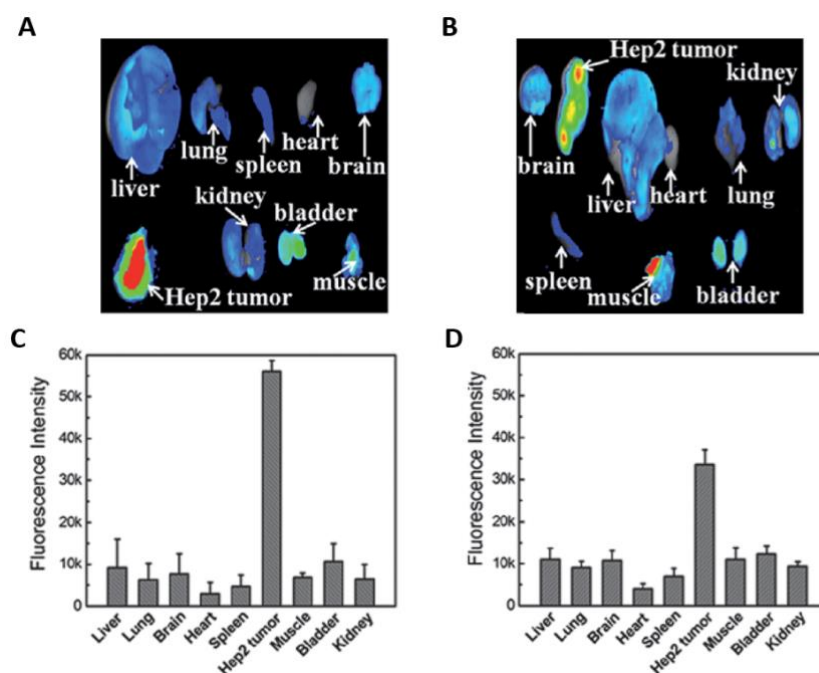 A
liver
lung
spleen
heart
brain
Hep2 tumor
kidney
bladder
muscle
B
Hep2 tumor
kidney
brain
liver
heart
lung
spleen
muscle
bladder
C
60k
50k
40k
30k
20k
10k
0
Fluorescence Intensity
Liver
Lung
Brain
Heart
Spleen
Hep2 tumor
Muscle
Bladder
Kidney
D
60k
50k
40k
30k
20k
10k
0
Fluorescence Intensity
Liver
Lung
Brain
Heart
Spleen
Hep2 tumor
Muscle
Bladder
Kidney